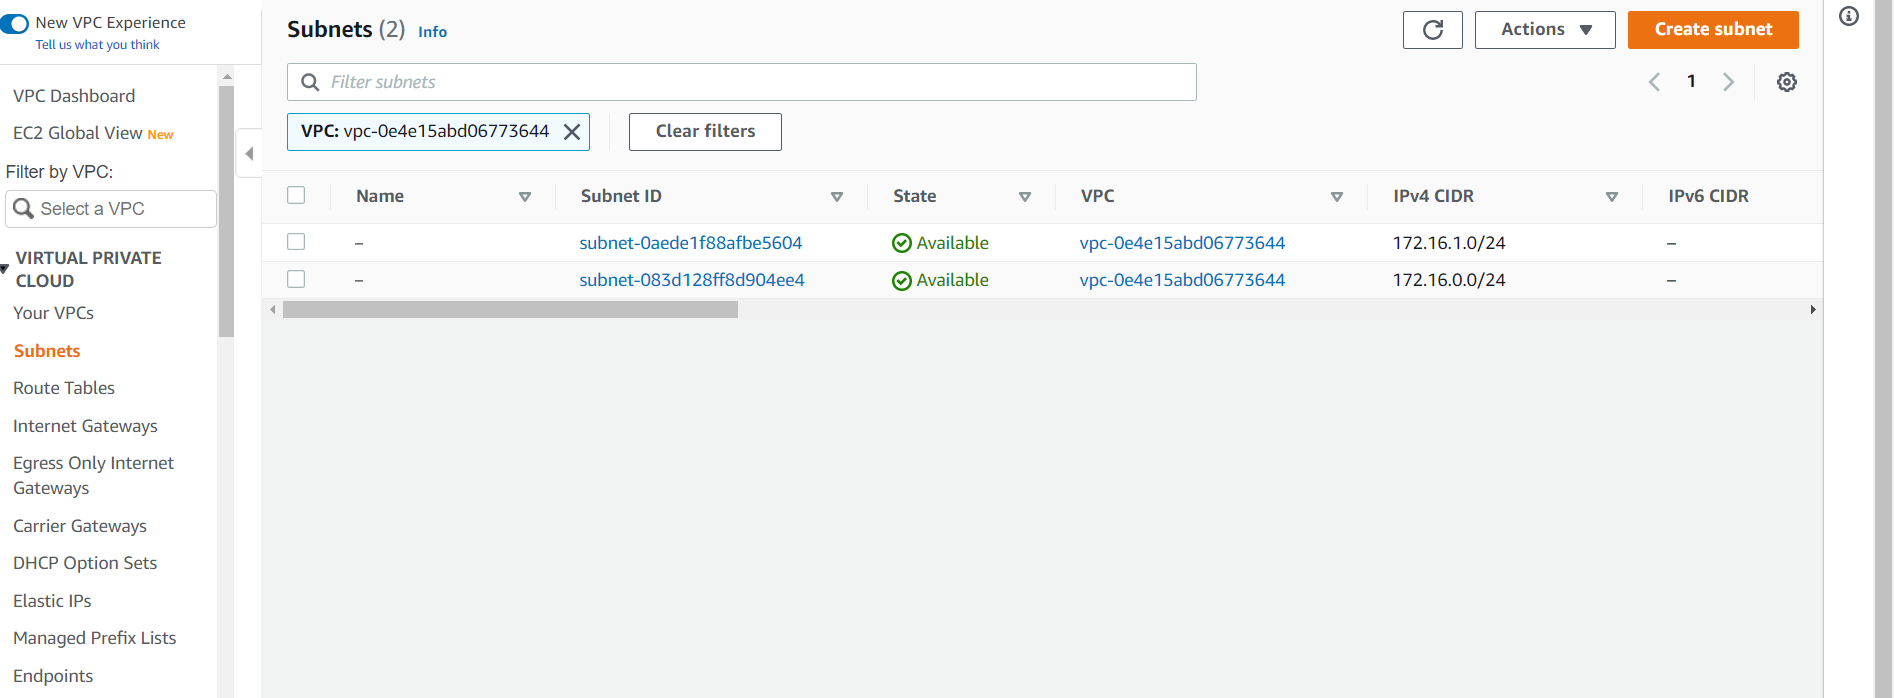 New VPC Experience
Tell us what you think
VPC Dashboard
EC2 Global View New
Filter by VPC:
Select a VPC
VIRTUAL PRIVATE
CLOUD
Your VPCs
Subnets
Route Tables
Internet Gateways
Egress Only Internet
Gateways
Carrier Gateways
DHCP Option Sets
Elastic IPs
Managed Prefix Lists
Endpoints
Subnets (2) Info
Actions
Create subnet
Filter subnets
1
VPC: vpc-0e4e15abd06773644
Clear filters
Name Subnet ID State VPC IPv4 CIDR IPv6 CIDR
– subnet-0aede1f88afbe5604 Available vpc-0e4e15abd06773644 172.16.1.0/24 –
– subnet-083d128ff8d904ee4 Available vpc-0e4e15abd06773644 172.16.0.0/24 –